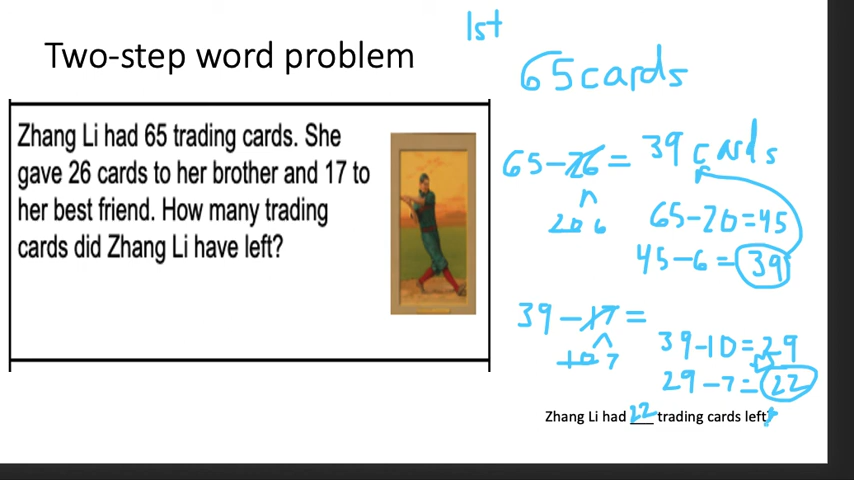 Two-step word problem
Zhang Li had 65 trading cards. She
gave 26 cards to her brother and 17 to
her best friend. How many trading
cards did Zhang Li have left?
1st
65 cards
65-26 = 39 cards
20 6
65-20=45
45-6=39
39-17=
10 7
39-10=29
29-7=22
Zhang Li had 22 trading cards left.